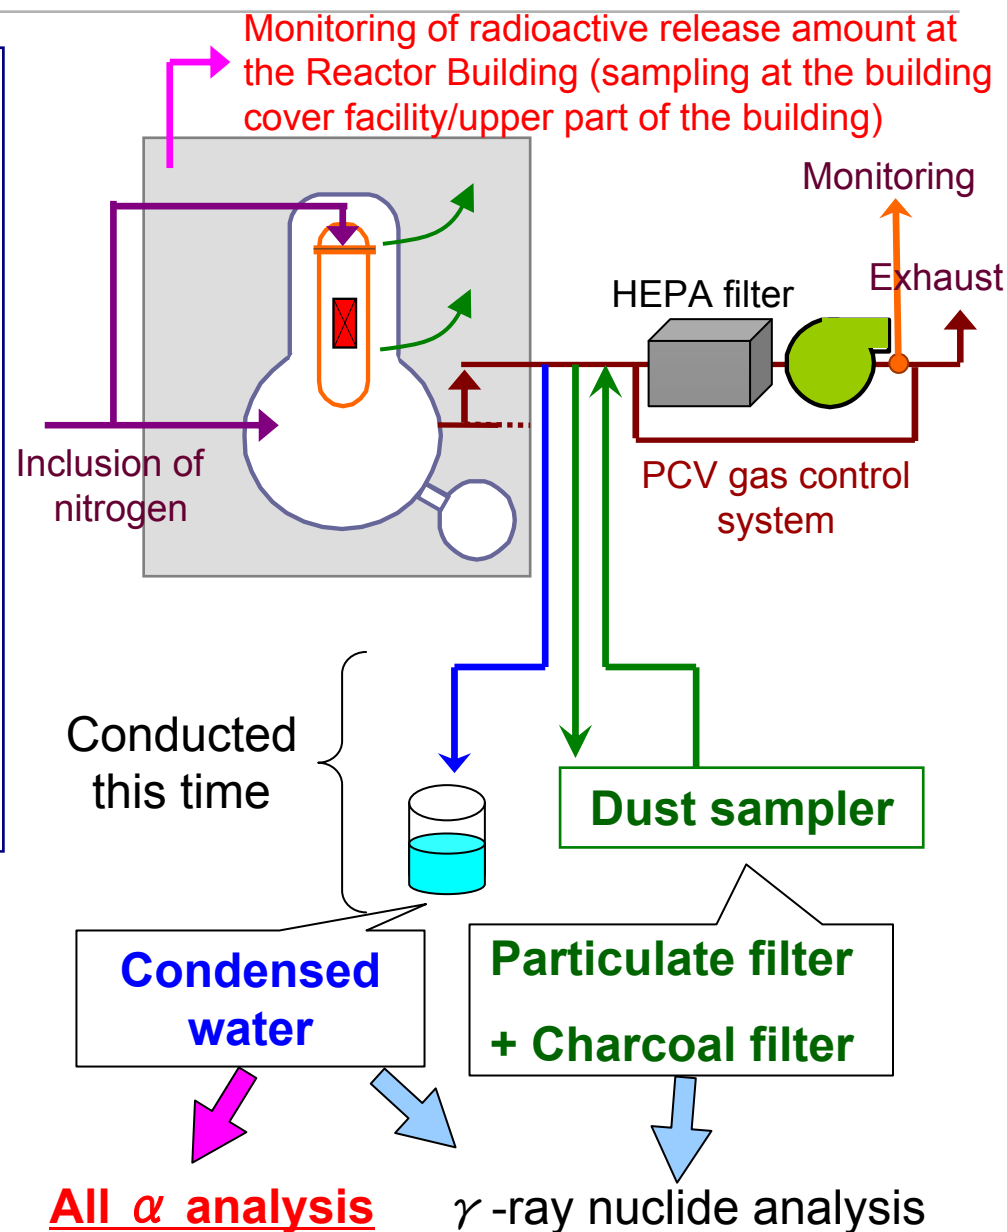 Monitoring of radioactive release amount at
the Reactor Building (sampling at the building
cover facility/upper part of the building)
Monitoring
Exhaust
HEPA filter
Inclusion of
nitrogen
PCV gas control
system
Conducted
this time
Dust sampler
Condensed
water
Particulate filter
+ Charcoal filter
All α analysis
γ-ray nuclide analysis